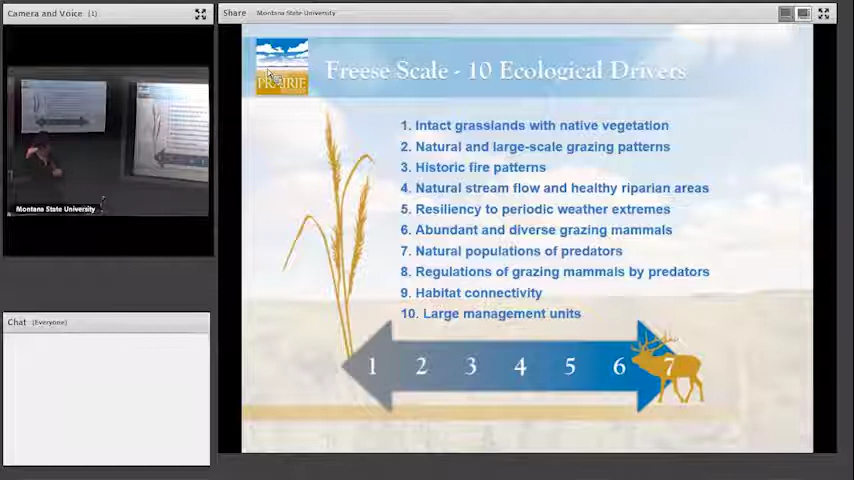 Camera and Voice (1)
Montana State University
Chat (Everyone)
Share Montana State University
PRAIRIE
Freese Scale - 10 Ecological Drivers
1. Intact grasslands with native vegetation
2. Natural and large-scale grazing patterns
3. Historic fire patterns
4. Natural stream flow and healthy riparian areas
5. Resiliency to periodic weather extremes
6. Abundant and diverse grazing mammals
7. Natural populations of predators
8. Regulations of grazing mammals by predators
9. Habitat connectivity
10. Large management units
1 2 3 4 5 6 7